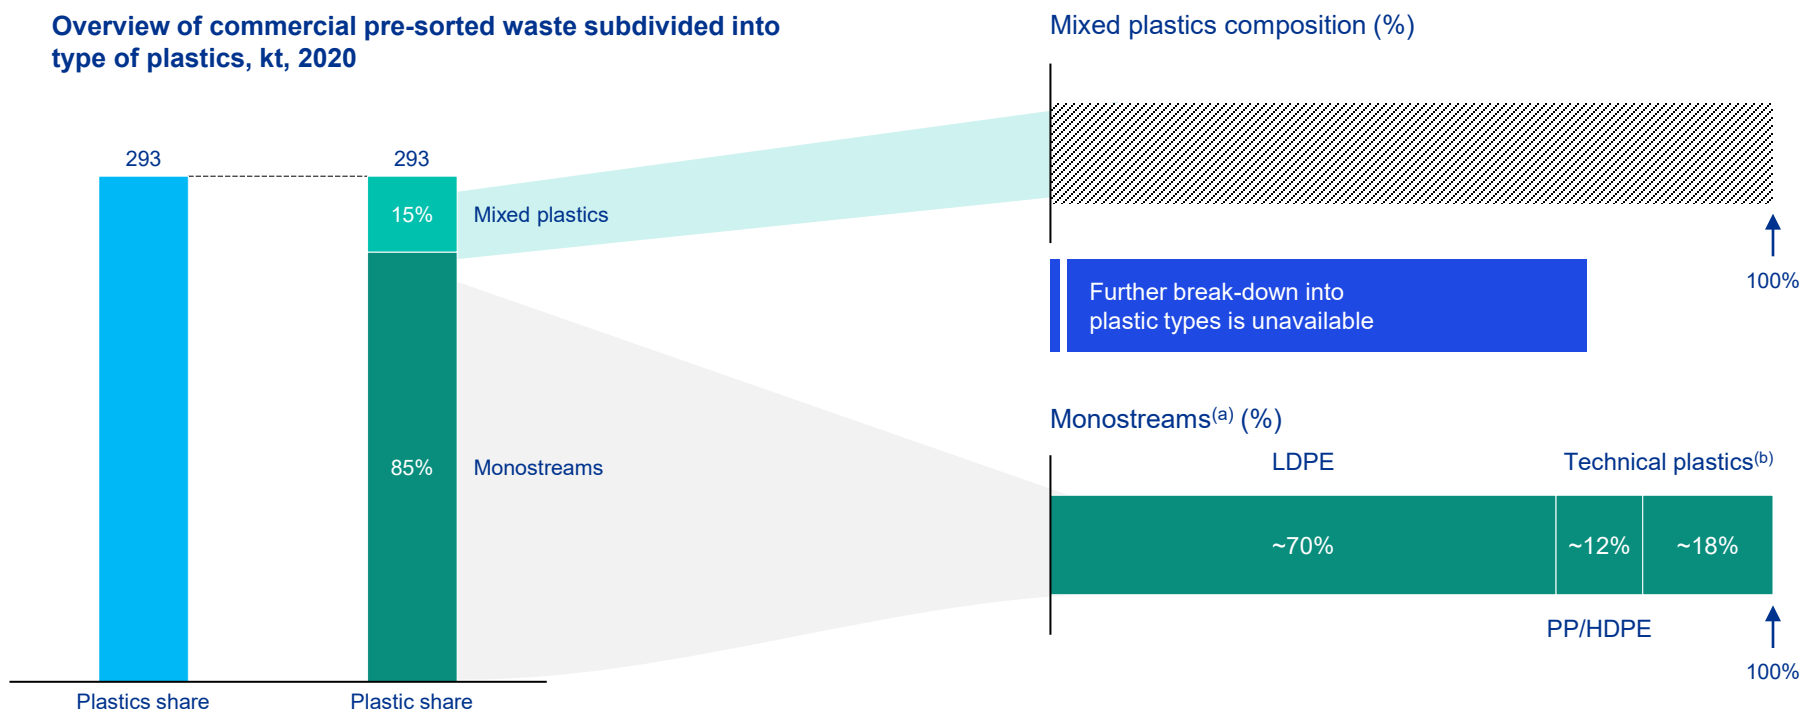 Overview of commercial pre-sorted waste subdivided into
type of plastics, kt, 2020
293
293
15%
Mixed plastics
85%
Monostreams
Plastics share
Plastic share
Mixed plastics composition (%)
100%
Further break-down into
plastic types is unavailable
Monostreams(a) (%)
LDPE
Technical plastics(b)
~70%
~12%
~18%
PP/HDPE
100%